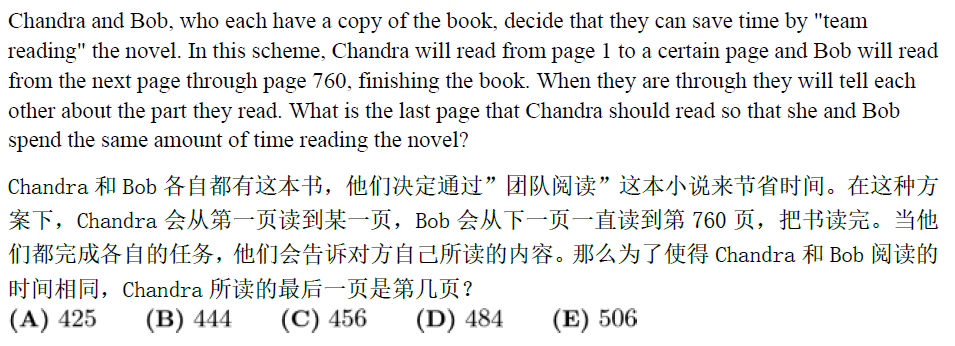 Chandra and Bob, who each have a copy of the book, decide that they can save time by "team
reading" the novel. In this scheme, Chandra will read from page 1 to a certain page and Bob will read
from the next page through page 760, finishing the book. When they are through they will tell each
other about the part they read. What is the last page that Chandra should read so that she and Bob
spend the same amount of time reading the novel?
Chandra 和 Bob 各自都有这本书，他们决定通过”团队阅读”这本小说来节省时间。在这种方
案下，Chandra 会从第一页读到某一页，Bob 会从下一页一直读到第 760 页，把书读完。当他
们都完成各自的任务，他们会告诉对方自己所读的内容。那么为了使得 Chandra 和 Bob 阅读的
时间相同，Chandra 所读的最后一页是第几页？
(A) 425 (B) 444 (C) 456 (D) 484 (E) 506